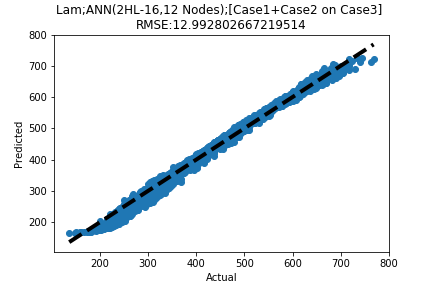 Lam;ANN(2HL-16,12 Nodes);[Case1+Case2 on Case3]
RMSE:12.992802667219514
800
700
600
500
400
300
200
Predicted
200 300 400 500 600 700 800
Actual